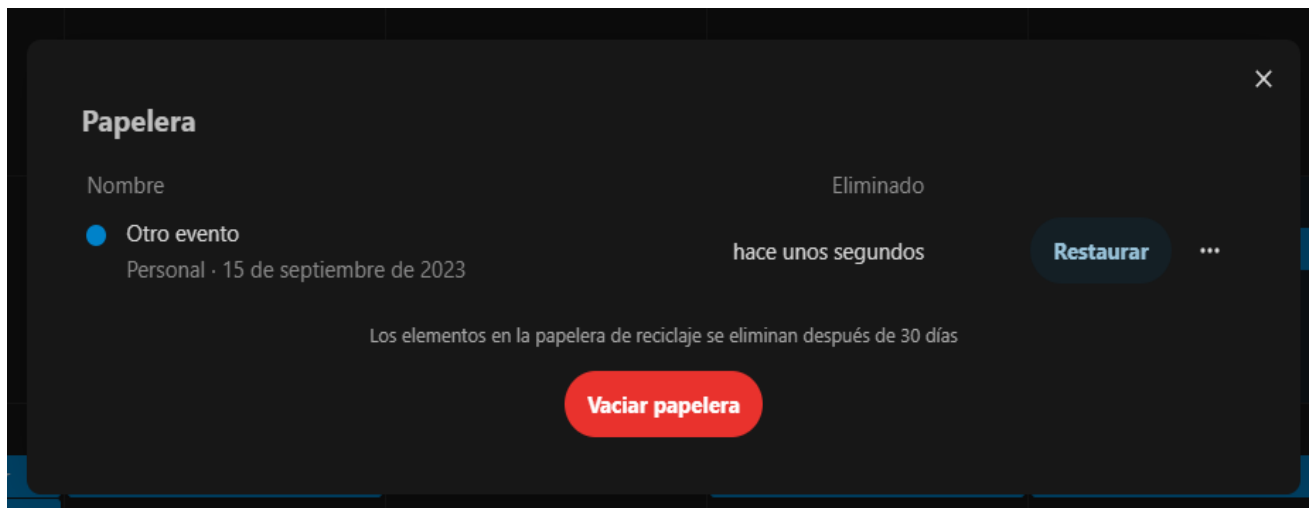 Papelera
Nombre Eliminado
Otro evento
Personal · 15 de septiembre de 2023
hace unos segundos
Restaurar
Los elementos en la papelera de reciclaje se eliminan después de 30 días
Vaciar papelera